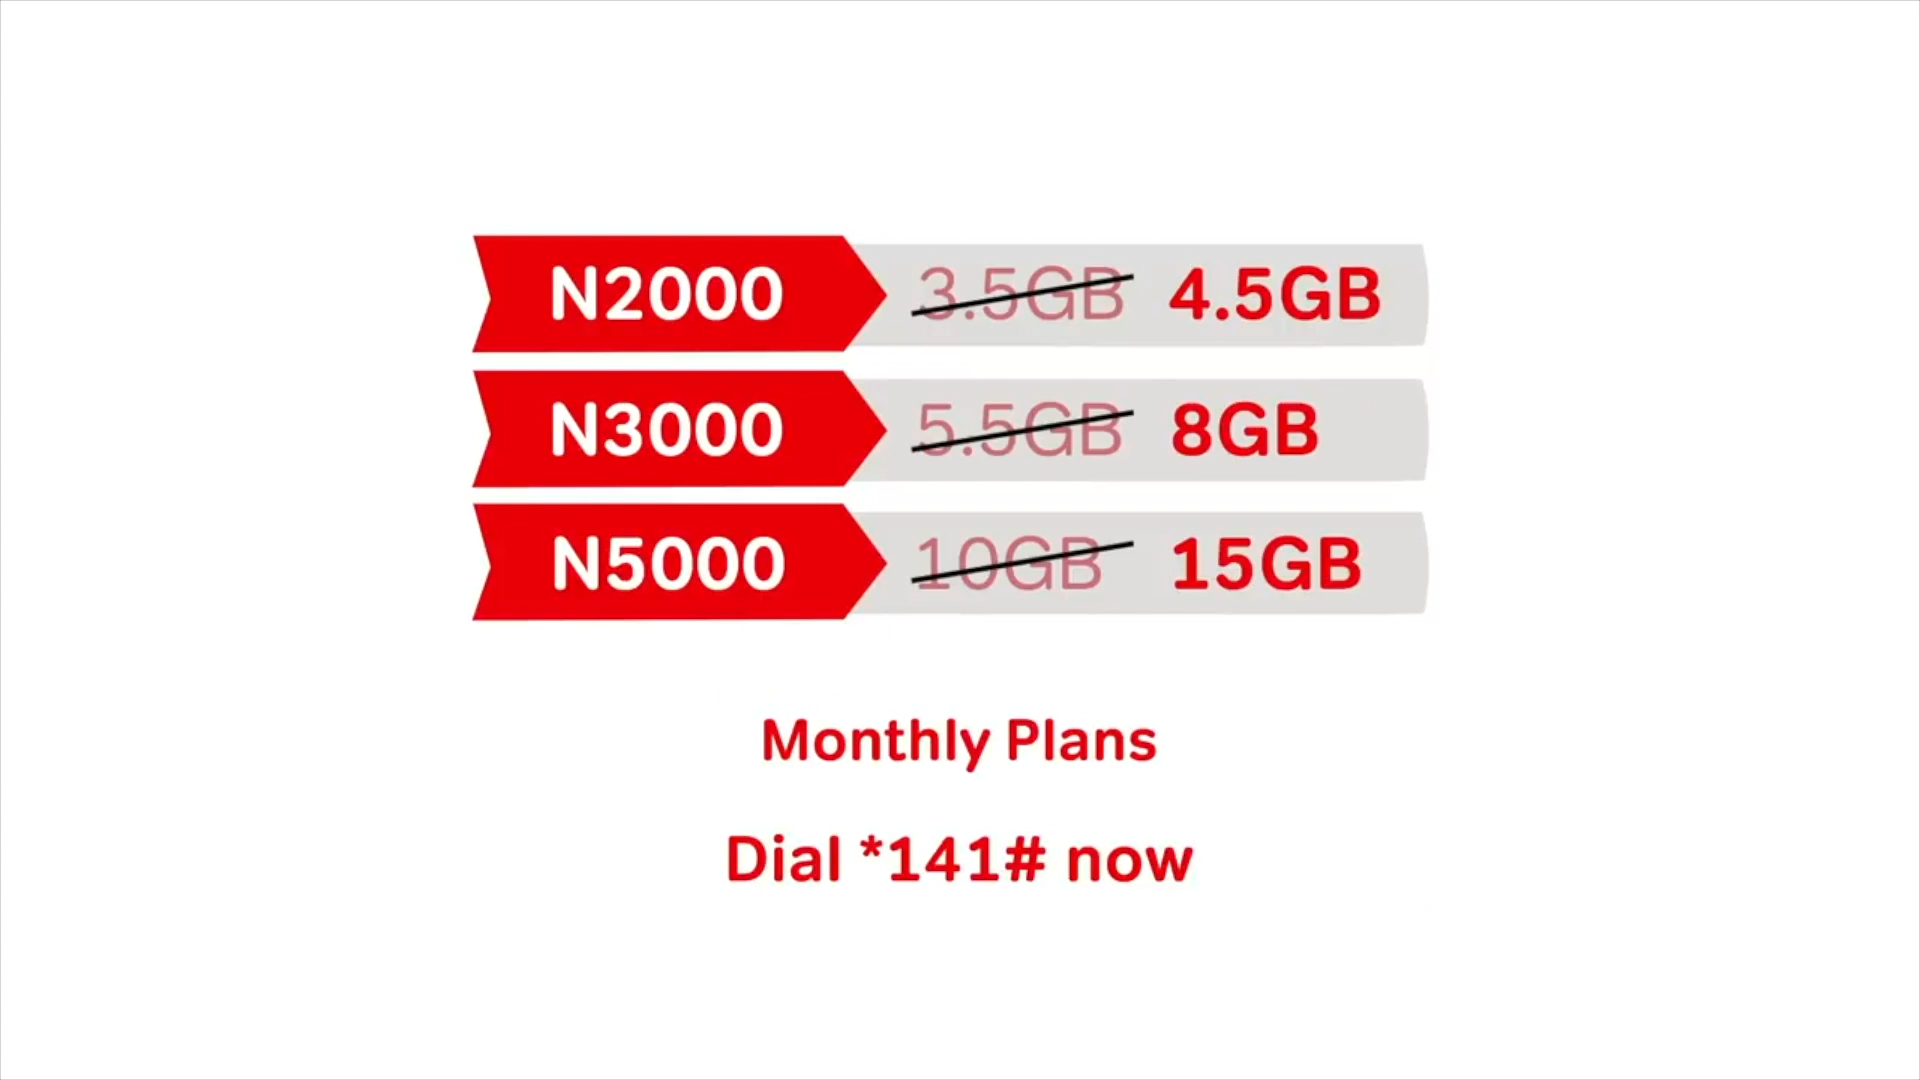 N2000 3.5GB 4.5GB
N3000 5.5GB 8GB
N5000 10GB 15GB
Monthly Plans
Dial *141# now